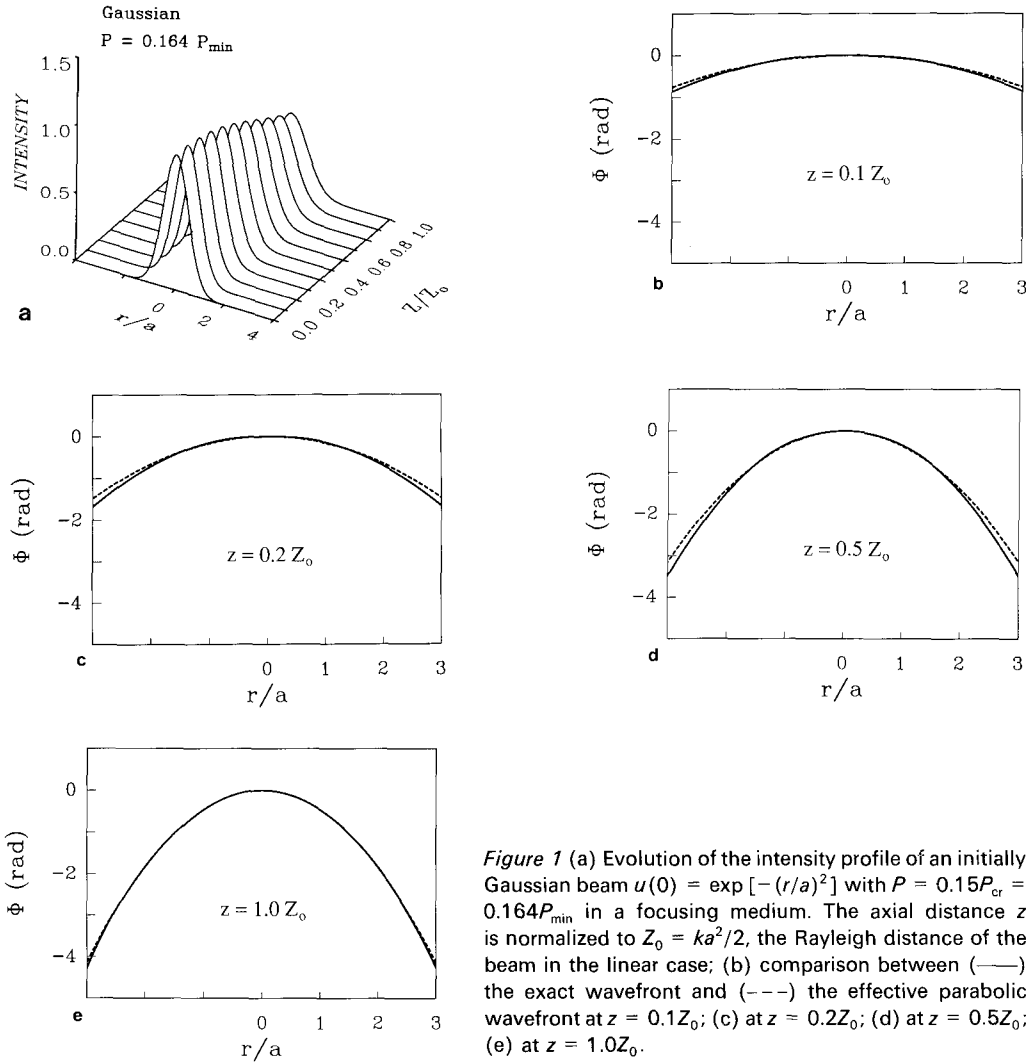 Gaussian
P = 0.164 P_min
INTENSITY
1.5
1.0
0.5
0.0
0
2
4
r/a
0.0 0.2 0.4 0.6 0.8 1.0
Z/Z_o
a
Φ (rad)
0
-2
-4
z = 0.1 Z_o
0 1 2 3
r/a
b
Φ (rad)
0
-2
-4
z = 0.2 Z_o
0 1 2 3
r/a
c
Φ (rad)
0
-2
-4
z = 0.5 Z_o
0 1 2 3
r/a
d
Φ (rad)
0
-2
-4
z = 1.0 Z_o
0 1 2 3
r/a
e
Figure 1 (a) Evolution of the intensity profile of an initially
Gaussian beam u(0) = exp [−(r/a)²] with P = 0.15P_cr =
0.164P_min in a focusing medium. The axial distance z
is normalized to Z_0 = ka²/2, the Rayleigh distance of the
beam in the linear case; (b) comparison between (——)
the exact wavefront and (---) the effective parabolic
wavefront at z = 0.1Z_0; (c) at z = 0.2Z_0; (d) at z = 0.5Z_0;
(e) at z = 1.0Z_0.